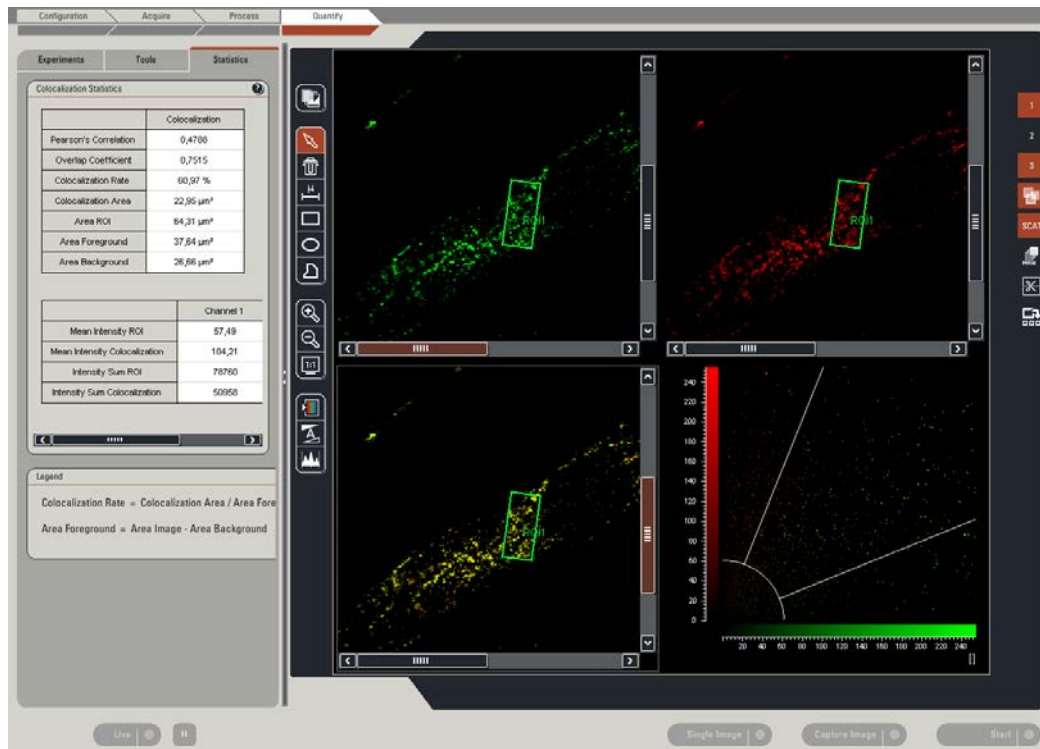 Configuration Acquire Process Quantify
Experiments Tools Statistics
Colocalization Statistics
Colocalization
Pearson's Correlation 0,4788
Overlap Coefficient 0,7515
Colocalization Rate 60,97 %
Colocalization Area 22,95 µm²
Area ROI 64,31 µm²
Area Foreground 37,64 µm²
Area Background 26,66 µm²
Channel 1
Mean Intensity ROI 57,49
Mean Intensity Colocalization 104,21
Intensity Sum ROI 78760
Intensity Sum Colocalization 50958
Legend
Colocalization Rate = Colocalization Area / Area Fore
Area Foreground = Area Image - Area Background
1:1
ROI1
ROI1
ROI1
240
220
200
180
160
140
120
100
80
60
40
20
0
20 40 60 80 100 120 140 160 180 200 220 240
[]
1
2
3
SCAT
Live
Single Image
Capture Image
Start